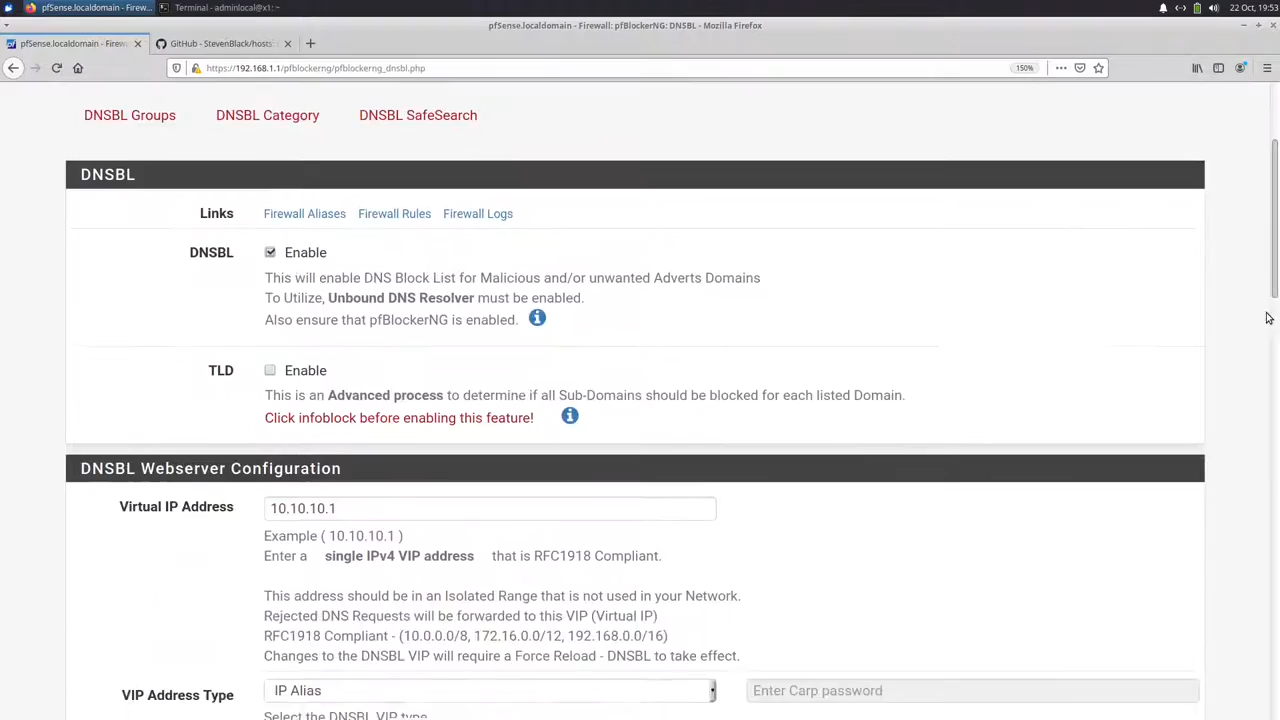 pfSense.localdomain - Firew...
Terminal - adminlocal@x1: ~
22 Oct, 19:53
pfSense.localdomain - Firewall: pfBlockerNG: DNSBL - Mozilla Firefox
pfSense.localdomain - Firew
GitHub - StevenBlack/hosts:
https://192.168.1.1/pfblockerng/pfblockerng_dnsbl.php
150%
DNSBL Groups
DNSBL Category
DNSBL SafeSearch
DNSBL
Links
Firewall Aliases
Firewall Rules
Firewall Logs
DNSBL
Enable
This will enable DNS Block List for Malicious and/or unwanted Adverts Domains
To Utilize, Unbound DNS Resolver must be enabled.
Also ensure that pfBlockerNG is enabled.
TLD
Enable
This is an Advanced process to determine if all Sub-Domains should be blocked for each listed Domain.
Click infoblock before enabling this feature!
DNSBL Webserver Configuration
Virtual IP Address
10.10.10.1
Example ( 10.10.10.1 )
Enter a single IPv4 VIP address that is RFC1918 Compliant.
This address should be in an Isolated Range that is not used in your Network.
Rejected DNS Requests will be forwarded to this VIP (Virtual IP)
RFC1918 Compliant - (10.0.0.0/8, 172.16.0.0/12, 192.168.0.0/16)
Changes to the DNSBL VIP will require a Force Reload - DNSBL to take effect.
VIP Address Type
IP Alias
Enter Carp password
Select the DNSBL VIP type.